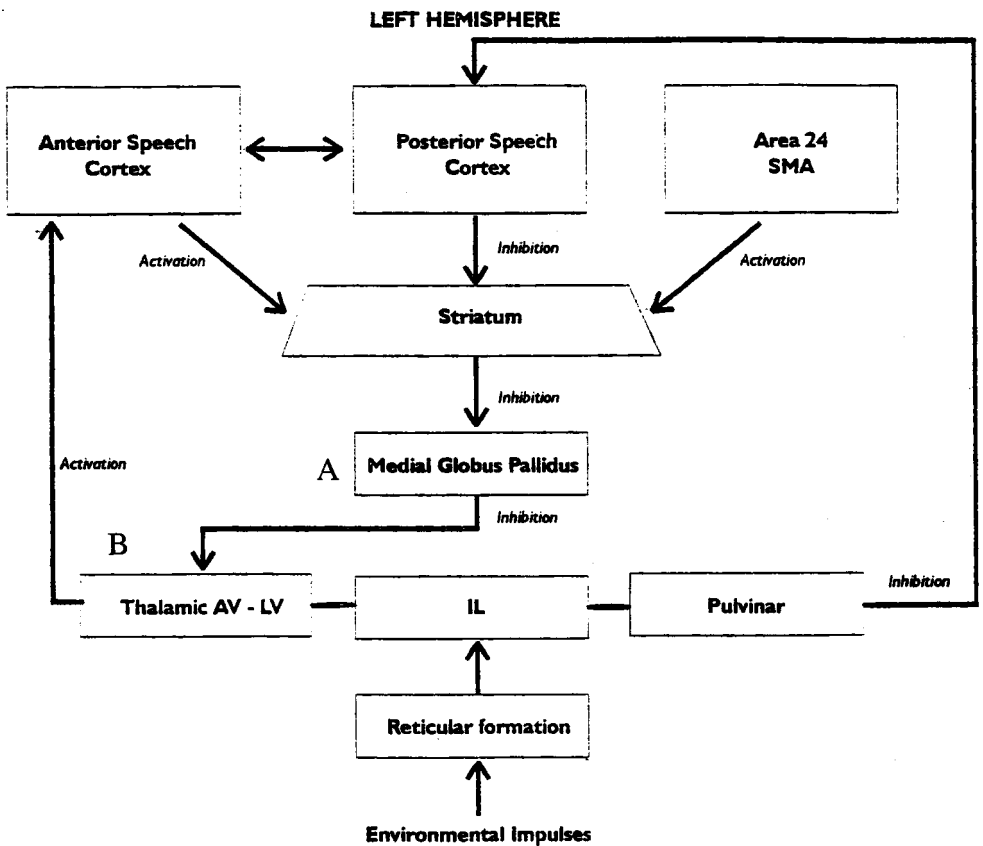 LEFT HEMISPHERE
Anterior Speech
Cortex
Posterior Speech
Cortex
Area 24
SMA
Activation
Inhibition
Activation
Striatum
Inhibition
Activation
A
Medial Globus Pallidus
Inhibition
B
Thalamic AV - LV
IL
Pulvinar
Inhibition
Reticular formation
Environmental Impulses